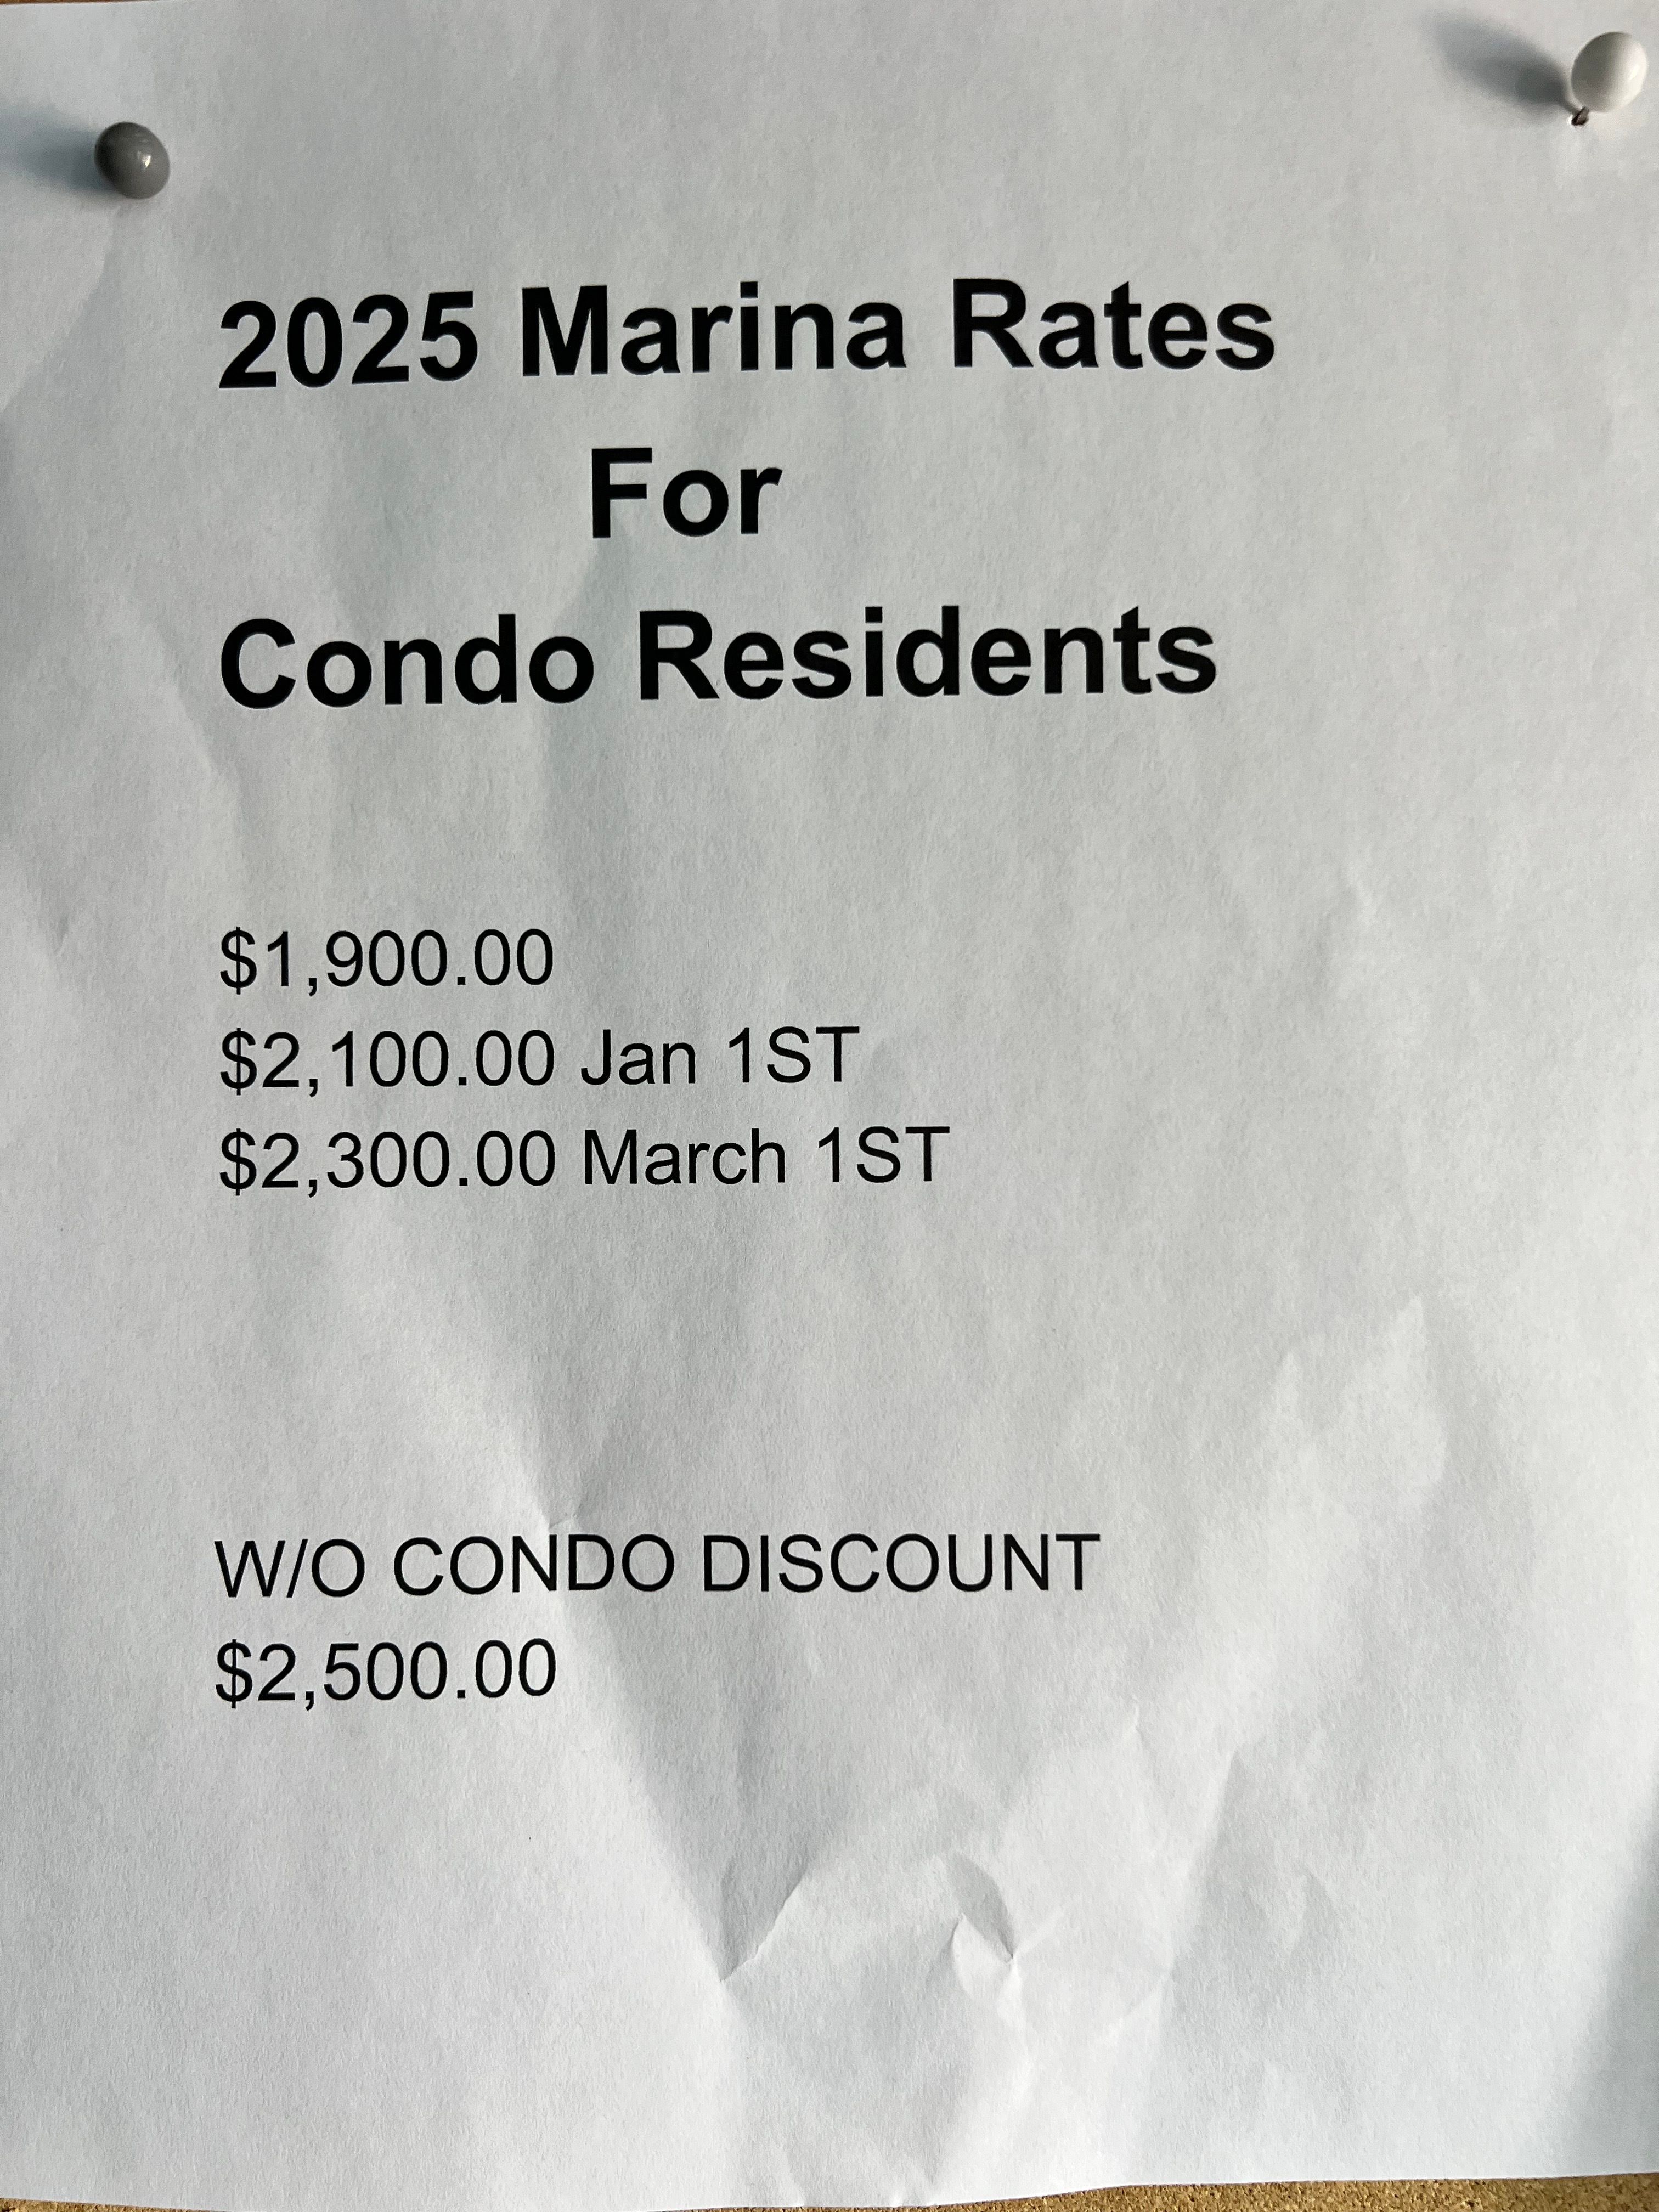 2025 Marina Rates
For
Condo Residents
$1,900.00
$2,100.00 Jan 1ST
$2,300.00 March 1ST
W/O CONDO DISCOUNT
$2,500.00